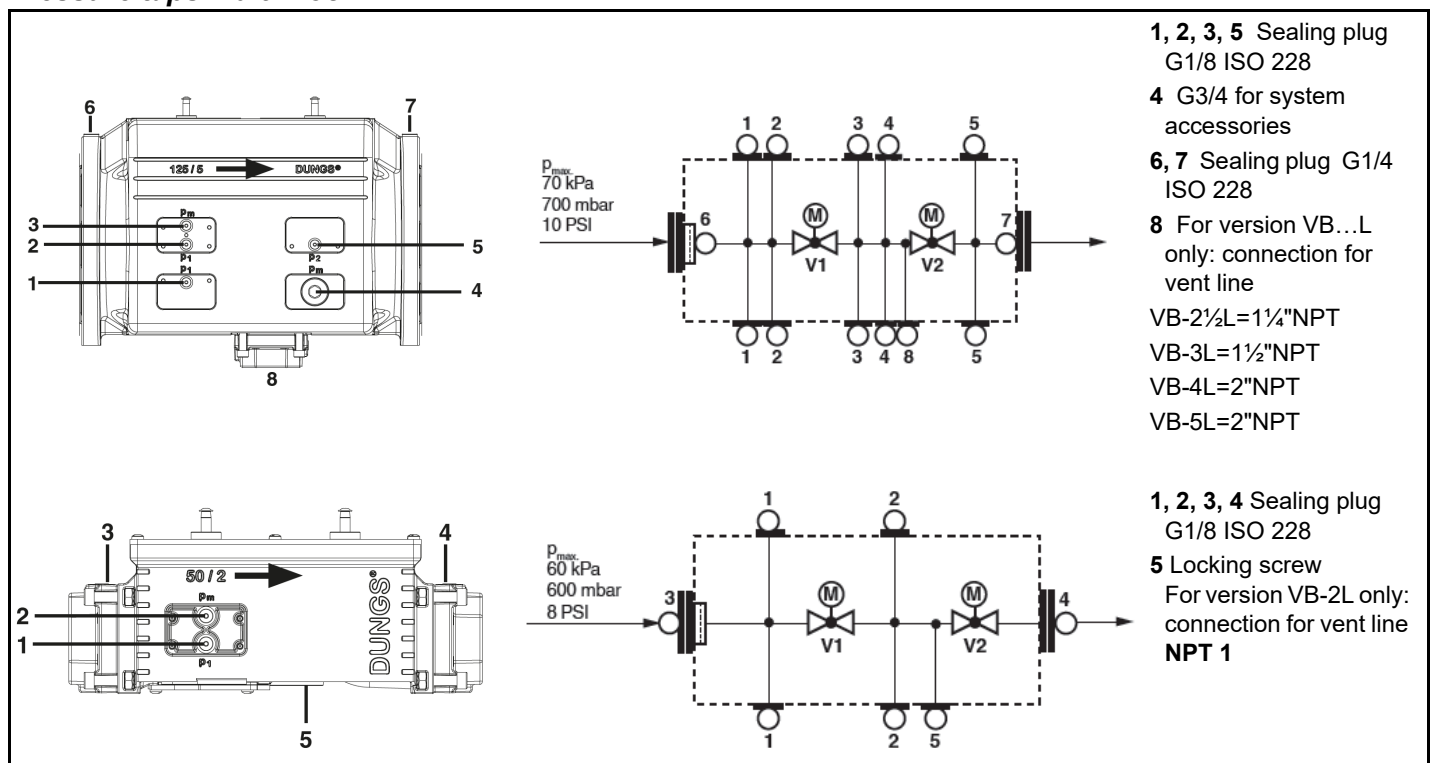 6
7
125 / 5 DUNGS®
Pm
3
2
P1
P1
1
5
P2
Pm
4
8
1 2 3 4 5
pmax.
70 kPa
700 mbar
10 PSI
6
M
V1
M
V2
7
1 2 3 4 8 5
1, 2, 3, 5 Sealing plug
G1/8 ISO 228
4 G3/4 for system
accessories
6, 7 Sealing plug G1/4
ISO 228
8 For version VB…L
only: connection for
vent line
VB-2½L=1¼"NPT
VB-3L=1½"NPT
VB-4L=2"NPT
VB-5L=2"NPT
3
4
50 / 2
Pm
2
1
P1
DUNGS®
5
1 2
pmax.
60 kPa
600 mbar
8 PSI
3
M
V1
M
V2
4
1 2 5
1, 2, 3, 4 Sealing plug
G1/8 ISO 228
5 Locking screw
For version VB-2L only:
connection for vent line
NPT 1